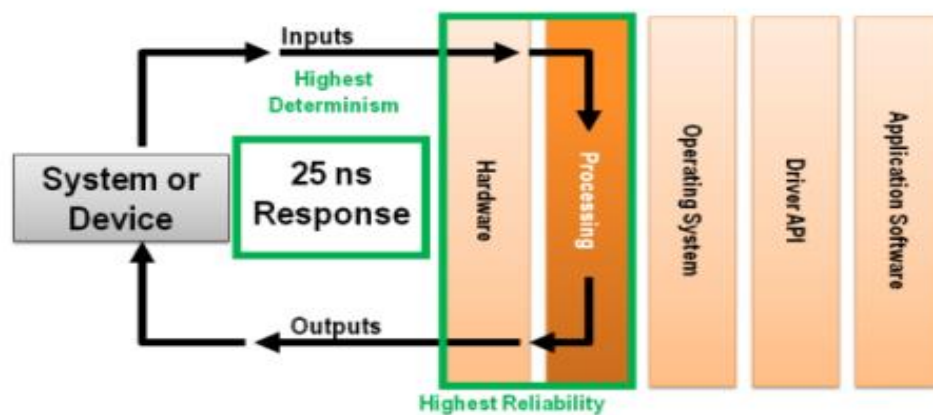 Inputs
Highest
Determinism
System or
Device
25 ns
Response
Outputs
Hardware
Processing
Operating System
Driver API
Application Software
Highest Reliability